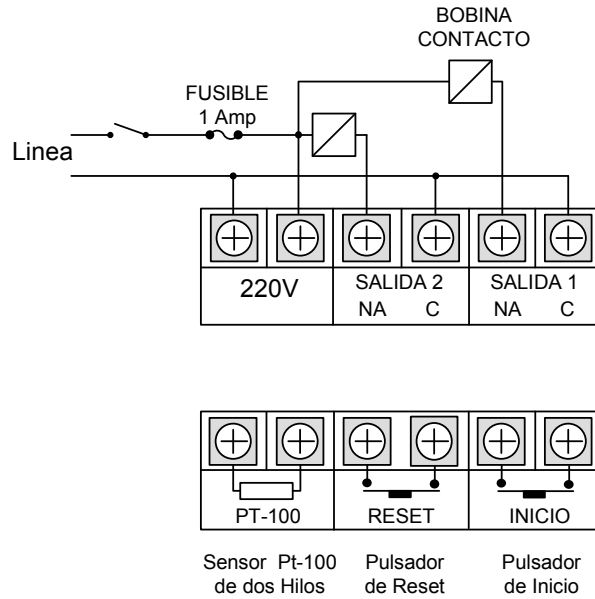 BOBINA
CONTACTO
FUSIBLE
1 Amp
Linea
220V
SALIDA 2
NA C
SALIDA 1
NA C
PT-100
RESET
INICIO
Sensor Pt-100
de dos Hilos
Pulsador
de Reset
Pulsador
de Inicio